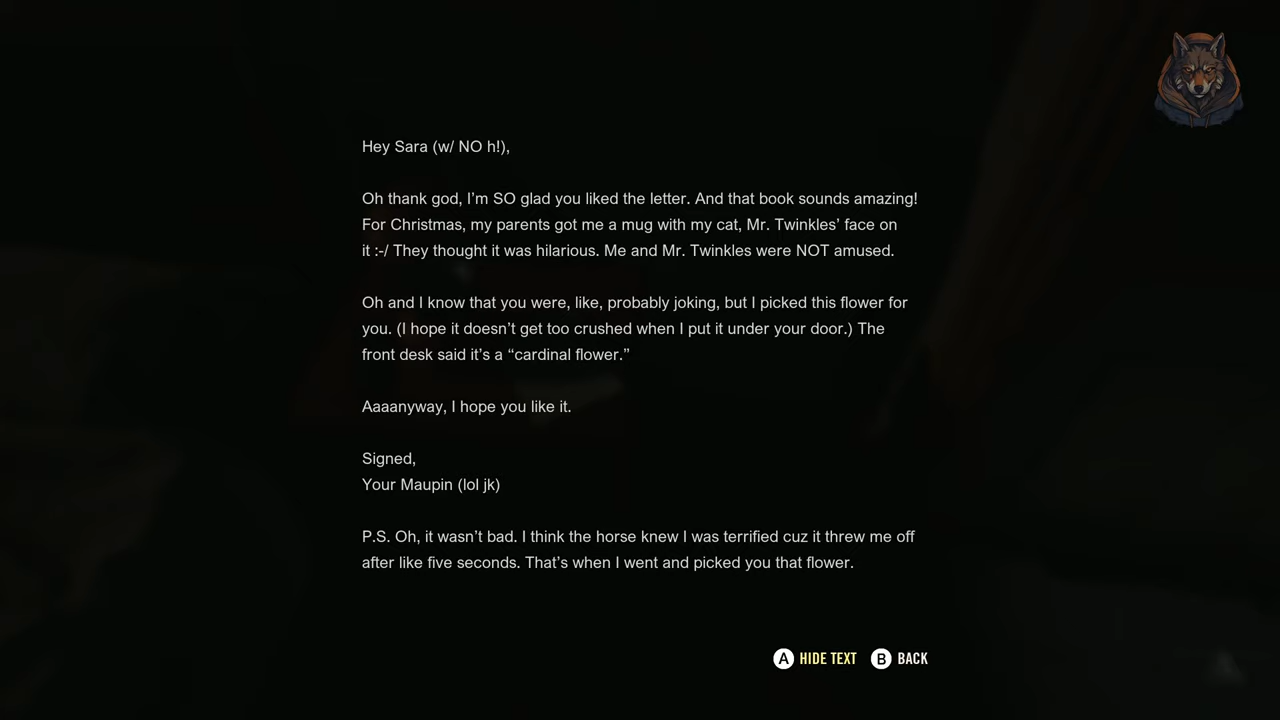 Hey Sara (w/ NO h!),
Oh thank god, I’m SO glad you liked the letter. And that book sounds amazing!
For Christmas, my parents got me a mug with my cat, Mr. Twinkles’ face on
it :-/ They thought it was hilarious. Me and Mr. Twinkles were NOT amused.
Oh and I know that you were, like, probably joking, but I picked this flower for
you. (I hope it doesn’t get too crushed when I put it under your door.) The
front desk said it’s a “cardinal flower.”
Aaaanyway, I hope you like it.
Signed,
Your Maupin (lol jk)
P.S. Oh, it wasn’t bad. I think the horse knew I was terrified cuz it threw me off
after like five seconds. That’s when I went and picked you that flower.
A HIDE TEXT B BACK